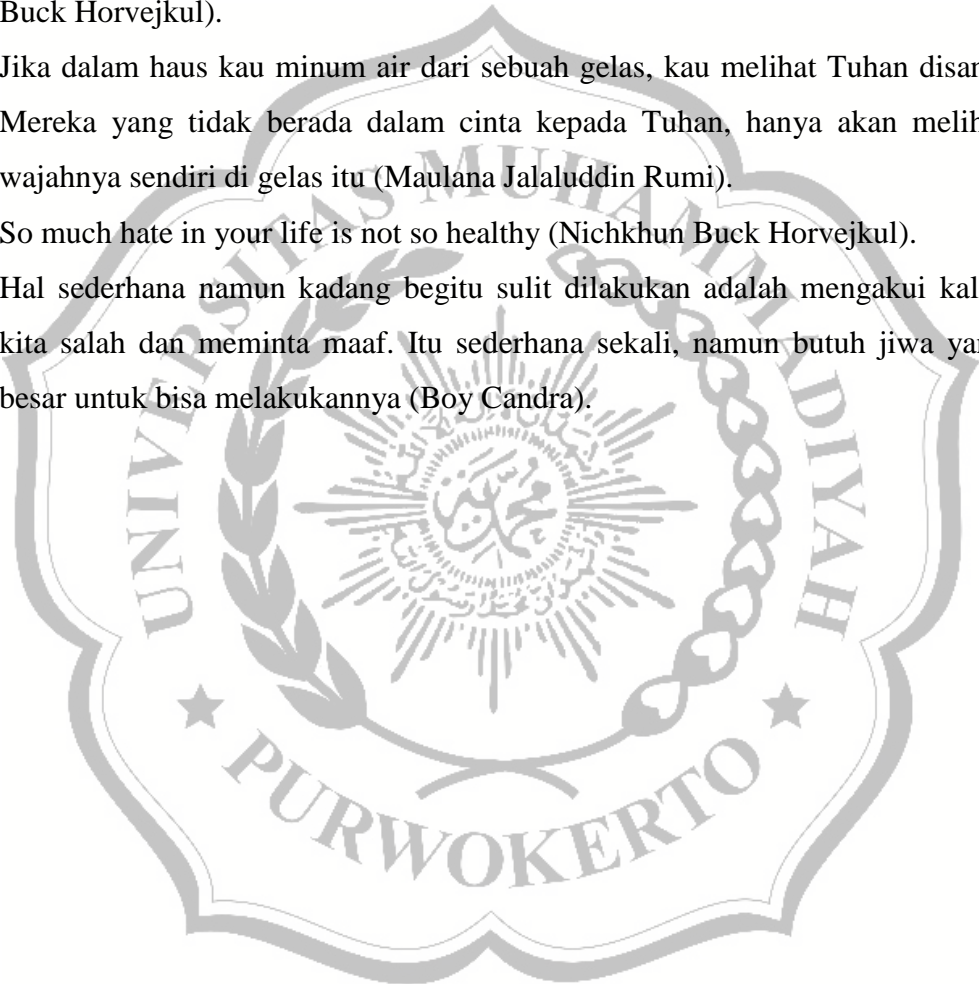 Buck Horvejkul).
Jika dalam haus kau minum air dari sebuah gelas, kau melihat Tuhan disan
Mereka yang tidak berada dalam cinta kepada Tuhan, hanya akan melih
wajahnya sendiri di gelas itu (Maulana Jalaluddin Rumi).
So much hate in your life is not so healthy (Nichkhun Buck Horvejkul).
Hal sederhana namun kadang begitu sulit dilakukan adalah mengakui kal
kita salah dan meminta maaf. Itu sederhana sekali, namun butuh jiwa yan
besar untuk bisa melakukannya (Boy Candra).
UNIVERSITAS MUHAMMADIYAH
PURWOKERTO